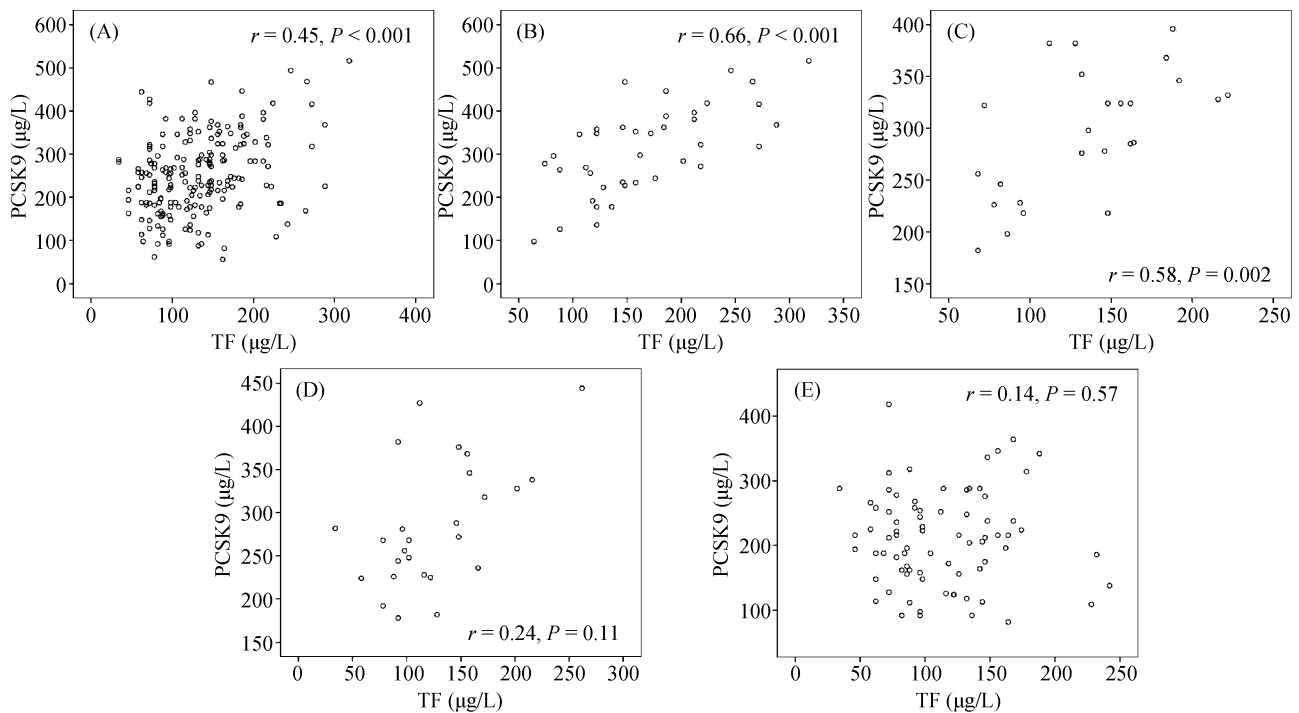 (A)
r = 0.45, P < 0.001
PCSK9 (μg/L)
600
500
400
300
200
100
0
0 100 200 300 400
TF (μg/L)
(B)
r = 0.66, P < 0.001
PCSK9 (μg/L)
600
500
400
300
200
100
0
50 100 150 200 250 300 350
TF (μg/L)
(C)
PCSK9 (μg/L)
400
350
300
250
200
150
r = 0.58, P = 0.002
50 100 150 200 250
TF (μg/L)
(D)
PCSK9 (μg/L)
450
400
350
300
250
200
150
r = 0.24, P = 0.11
0 50 100 150 200 250 300
TF (μg/L)
(E)
r = 0.14, P = 0.57
PCSK9 (μg/L)
400
300
200
100
0 50 100 150 200 250
TF (μg/L)